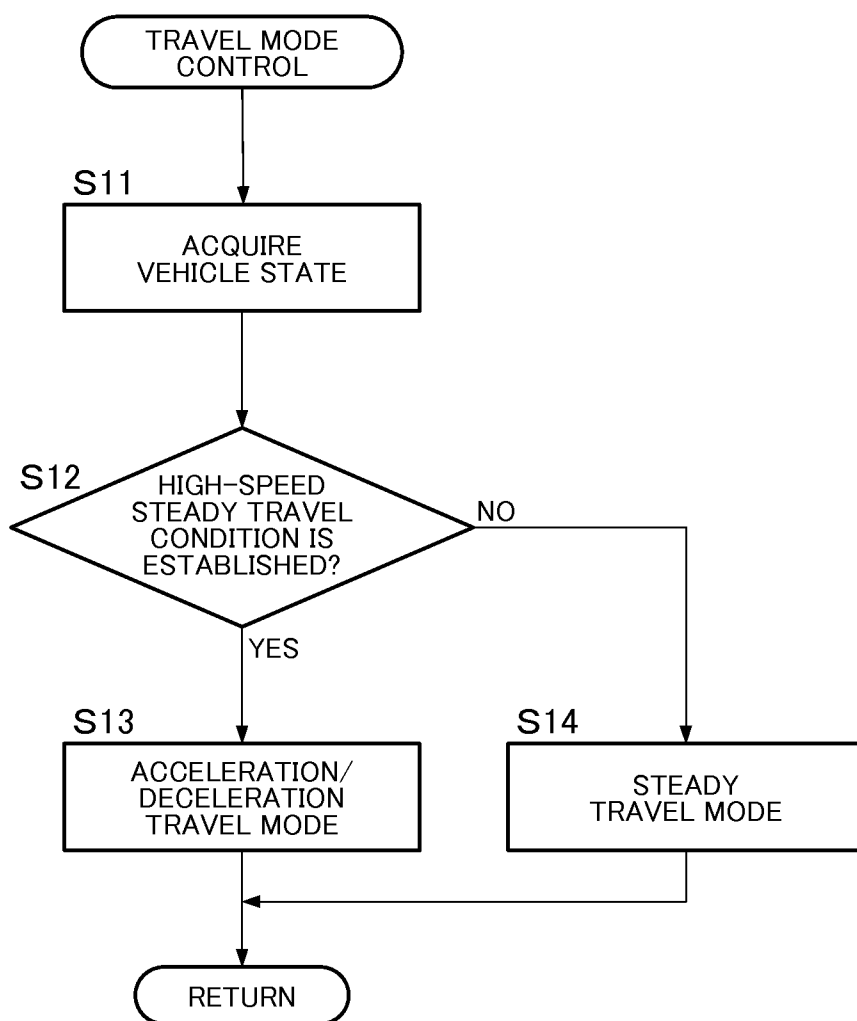 TRAVEL MODE
CONTROL
S11
ACQUIRE
VEHICLE STATE
S12
HIGH-SPEED
STEADY TRAVEL
CONDITION IS
ESTABLISHED?
NO
YES
S13
ACCELERATION/
DECELERATION
TRAVEL MODE
S14
STEADY
TRAVEL MODE
RETURN